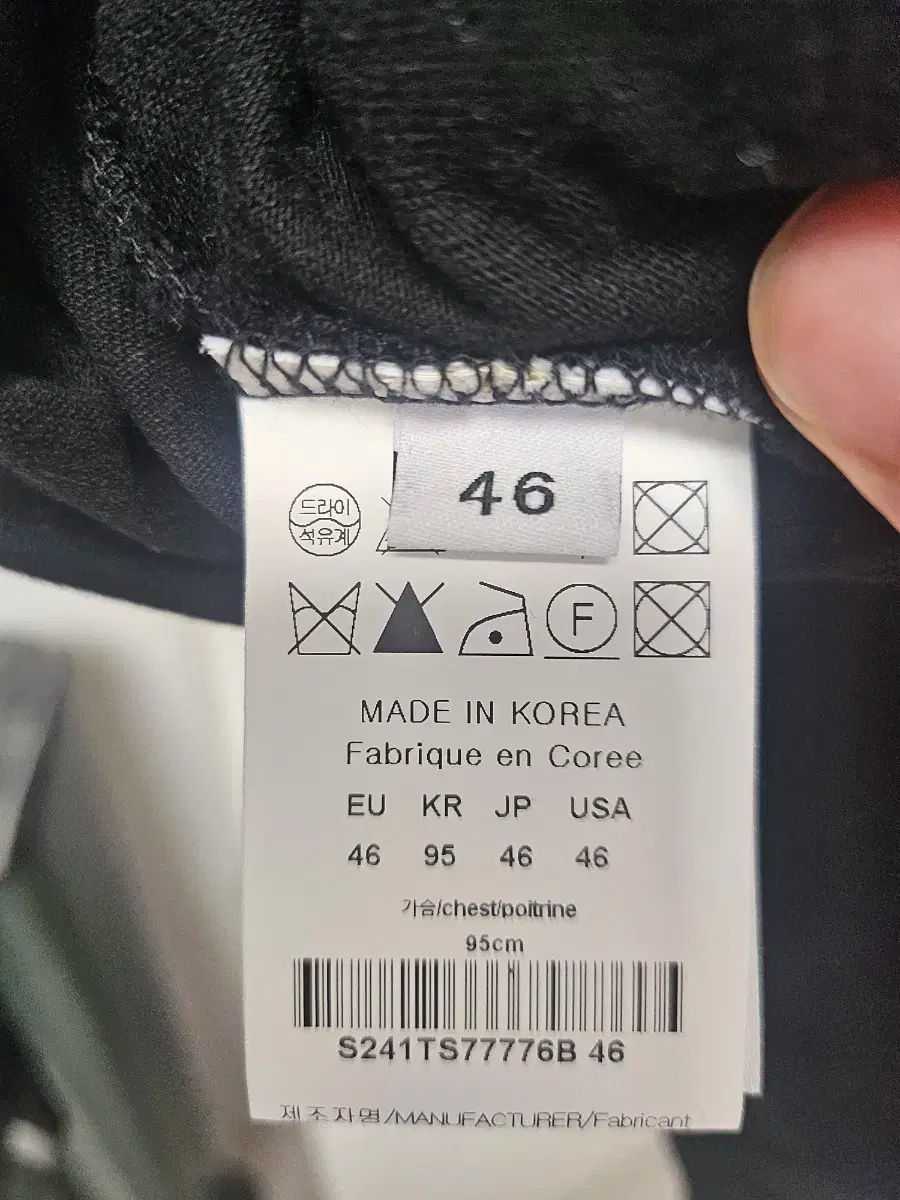 46
드라이
석유계
F
MADE IN KOREA
Fabrique en Coree
EU KR JP USA
46 95 46 46
가슴/chest/poitrine
95cm
S241TS77776B 46
제조자명/MANUFACTURER/Fabricant